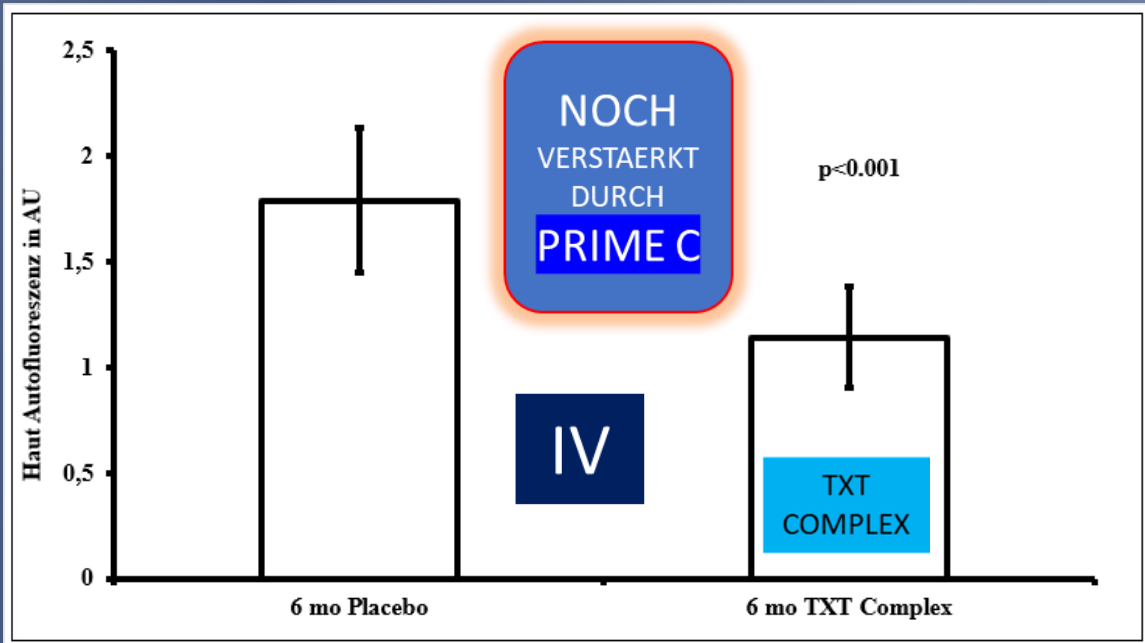 2,5
2
1,5
1
0,5
0
Haut Autofluoreszenz in AU
NOCH
VERSTAERKT
DURCH
PRIME C
p<0.001
IV
TXT
COMPLEX
6 mo Placebo
6 mo TXT Complex